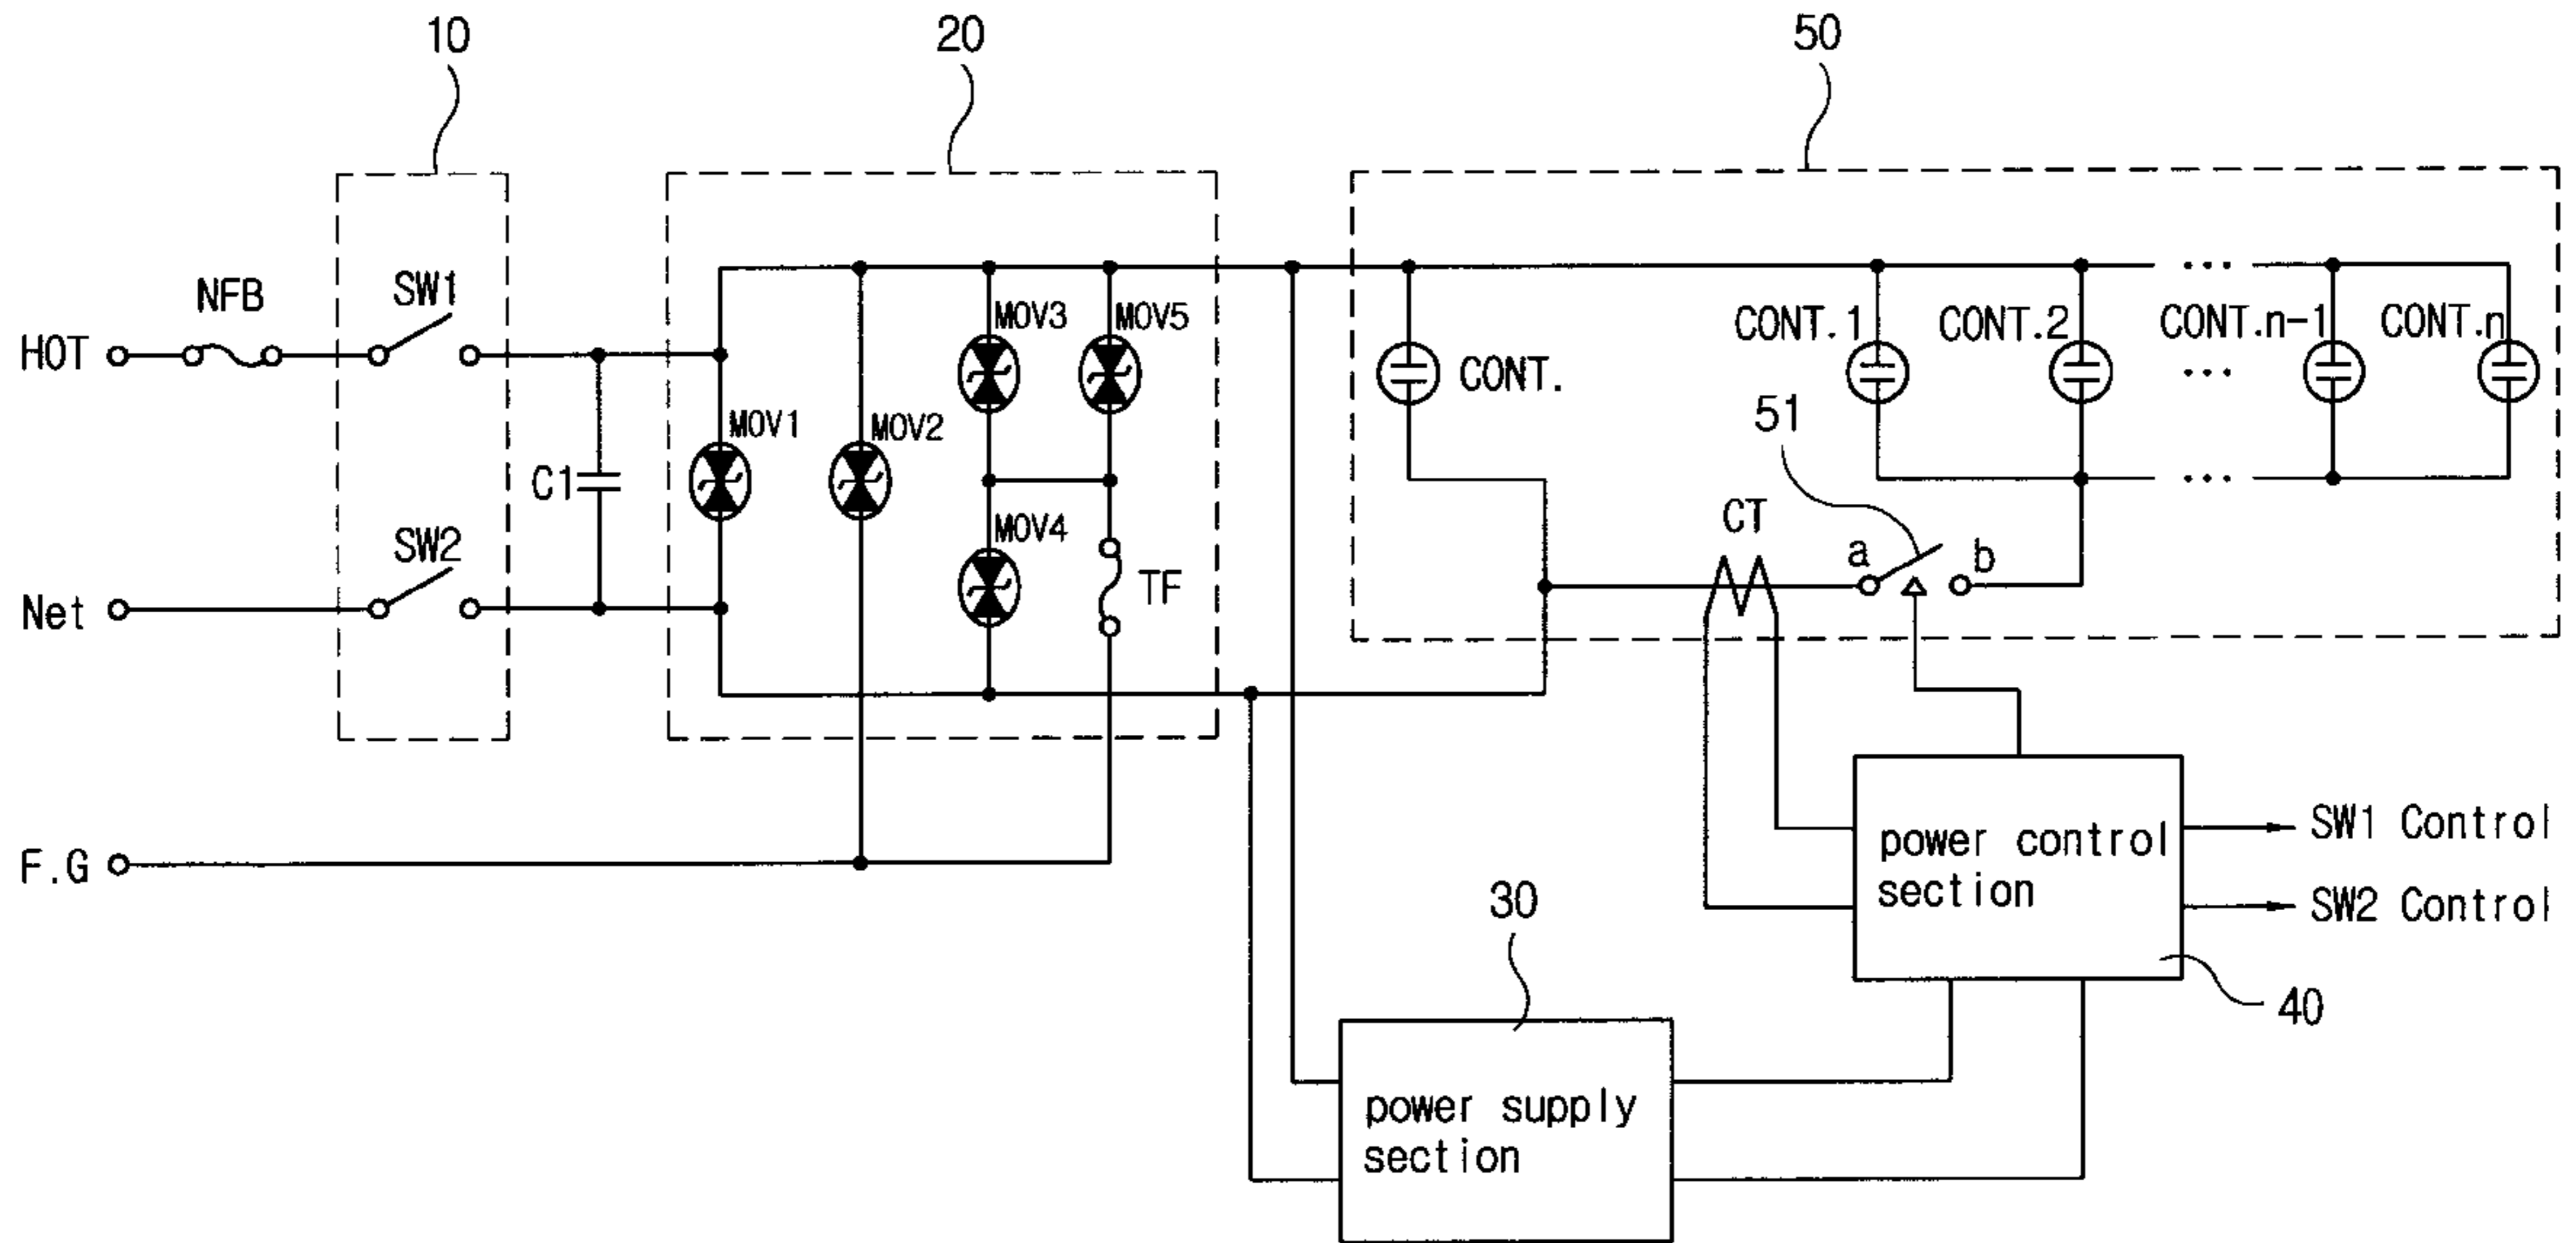 10
20
50
NFB
SW1
HOT
MOV3
MOV5
CONT.1
CONT.2
CONT.n-1
CONT.n
...
...
...
CONT.
MOV1
MOV2
51
C1
SW2
MOV4
CT
a
b
TF
Net
F.G
power control
section
SW1 Control
SW2 Control
30
40
power supply
section